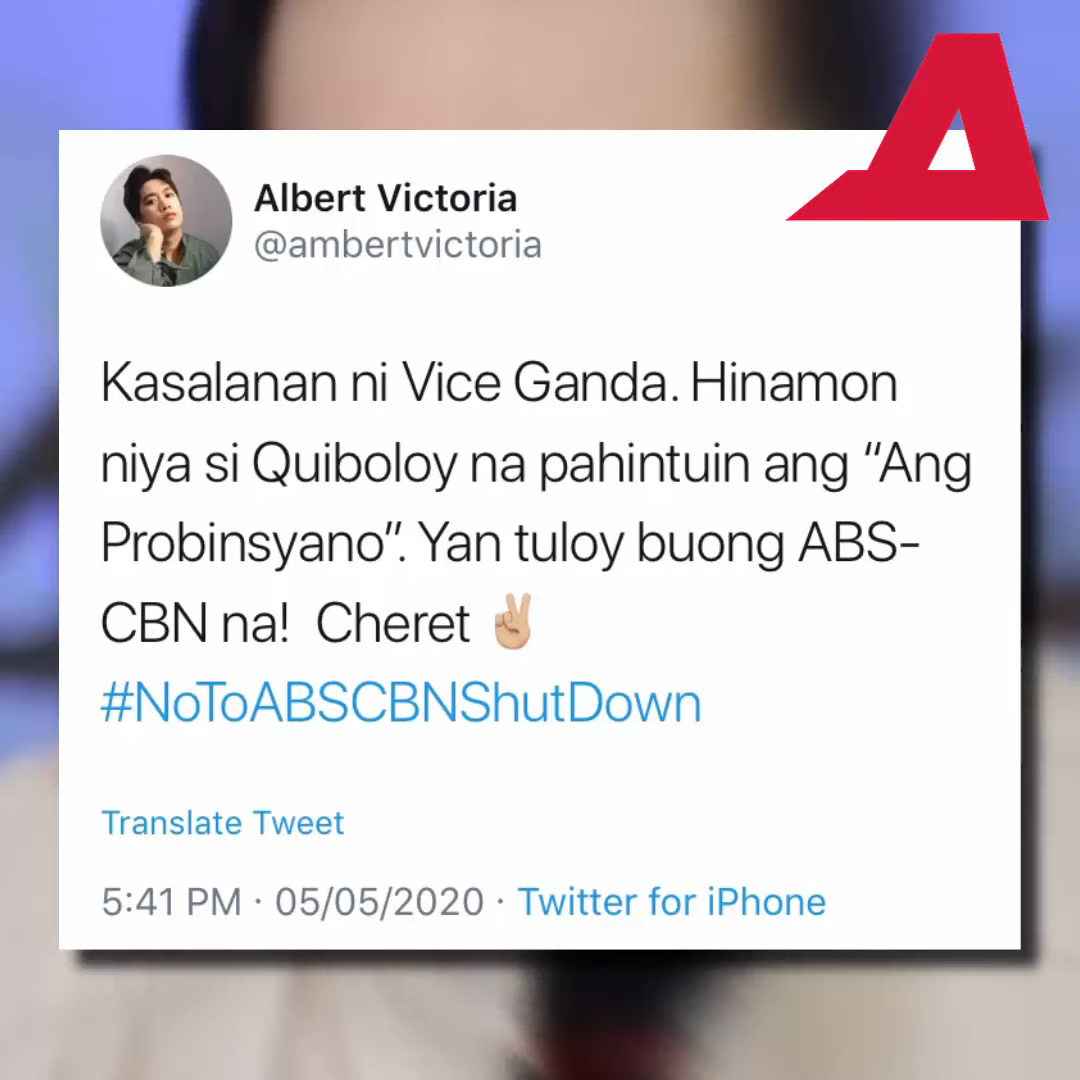 Albert Victoria
@ambertvictoria
Kasalanan ni Vice Ganda. Hinamon
niya si Quiboloy na pahintuin ang “Ang
Probinsyano”. Yan tuloy buong ABS-
CBN na!  Cheret ✌🏼
#NoToABSCBNShutDown
Translate Tweet
5:41 PM · 05/05/2020 · Twitter for iPhone